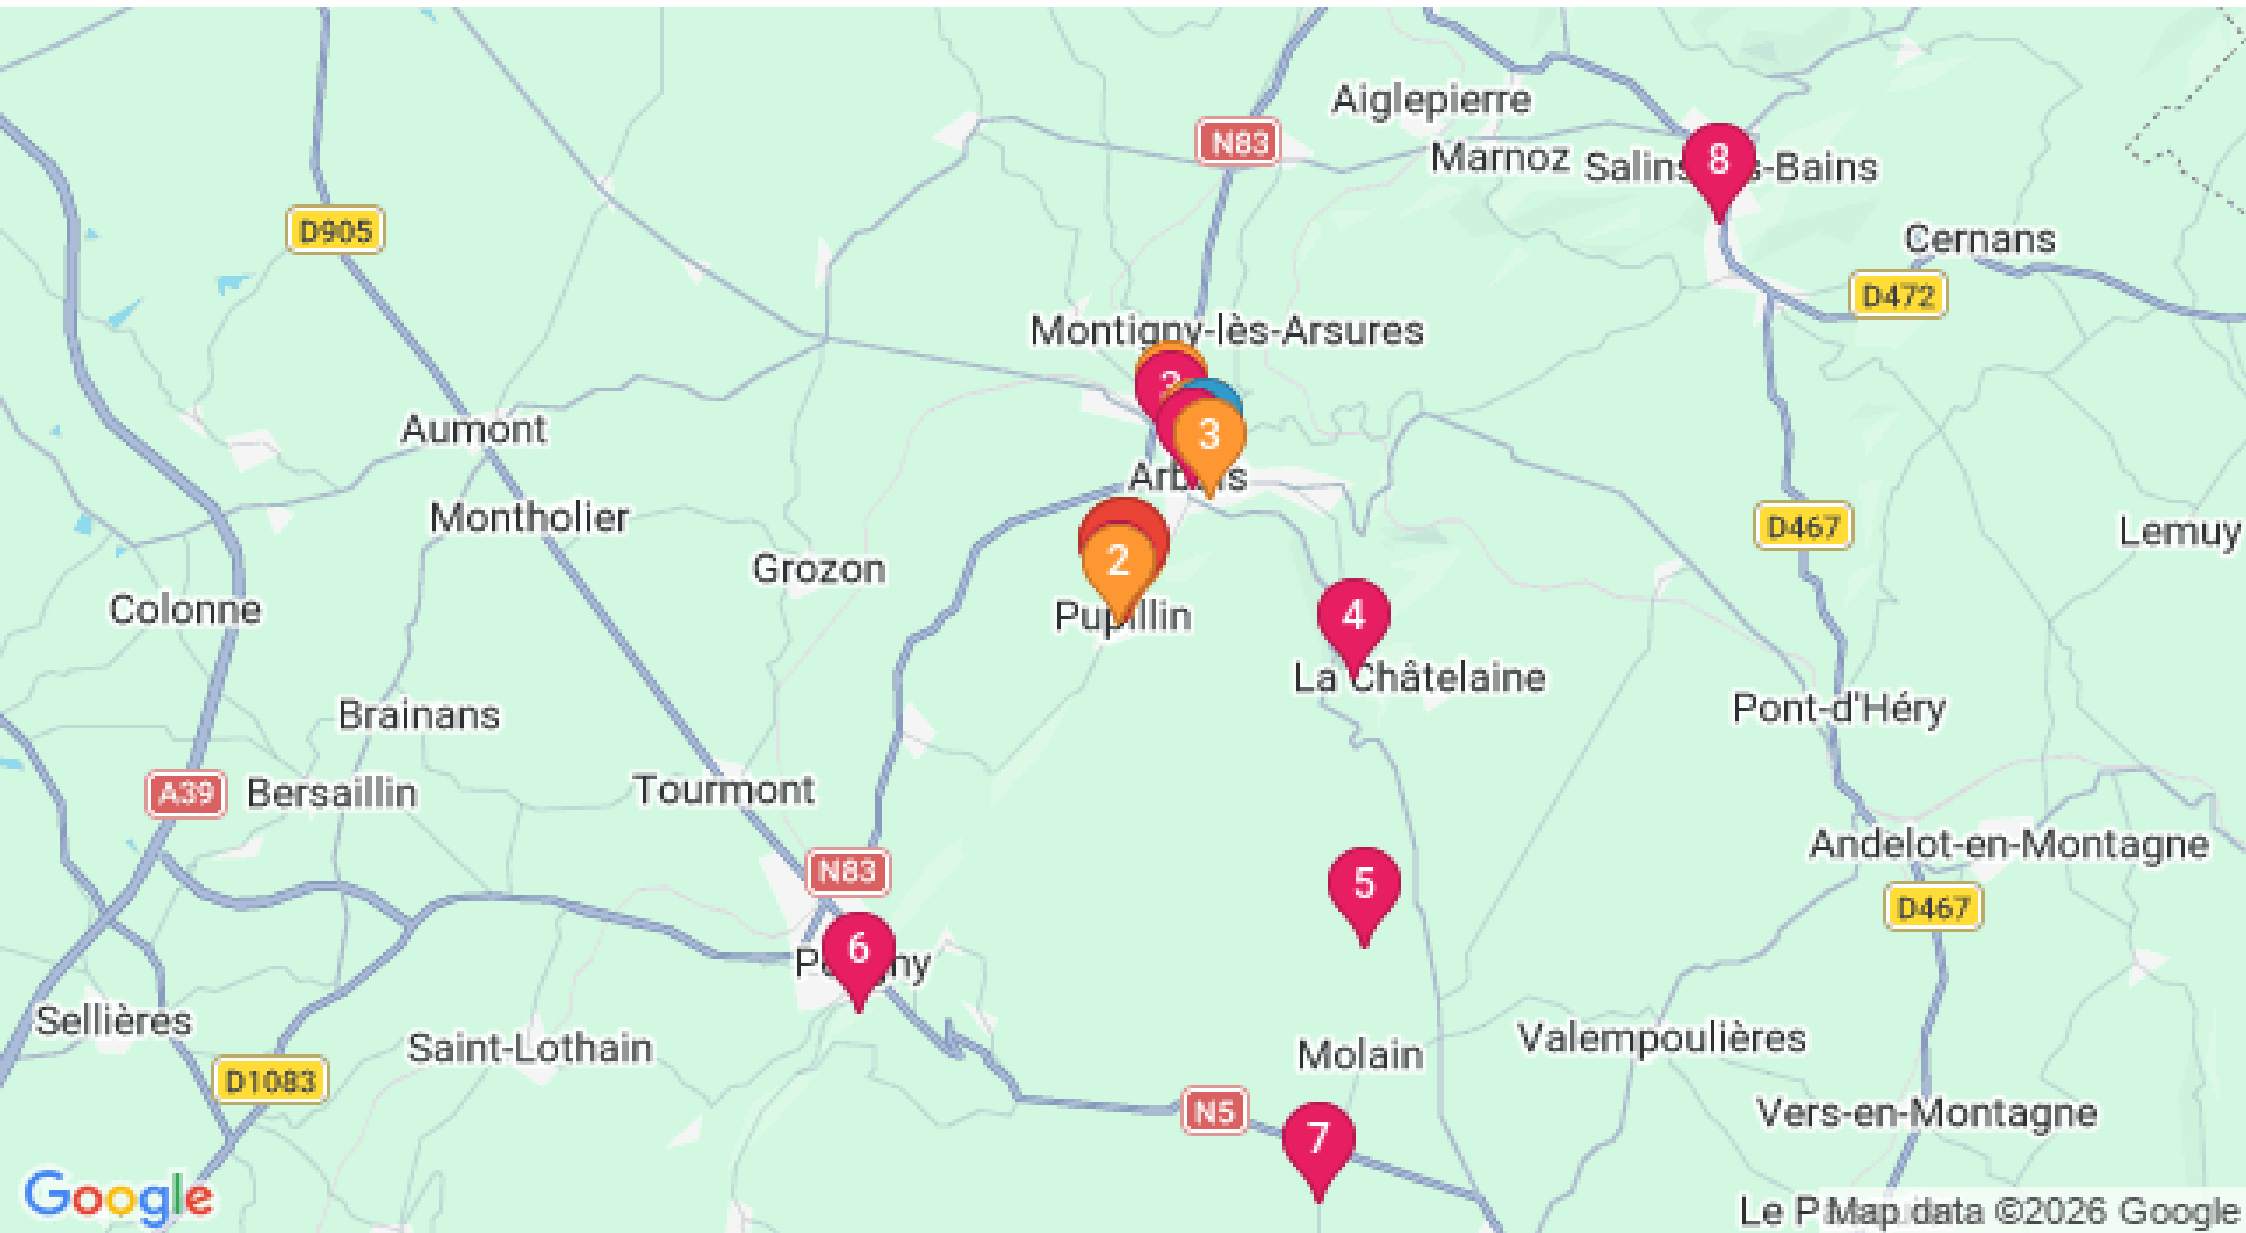 Aiglepierre
N83
Marnoz
8
D905
Cernans
D472
Montigny-lès-Arsures
Aumont
3
Montholier
D467
Lemuy
Grozon
2
Colonne
Pupillin
4
La Châtelaine
Brainans
Pont-d'Héry
A39
Bersaillin
Tourmont
Andelot-en-Montagne
N83
5
D467
6
Sellières
Saint-Lothain
Molain
Valempoulières
D1083
N5
Vers-en-Montagne
7
Google
Le P
Map data ©2026 Google